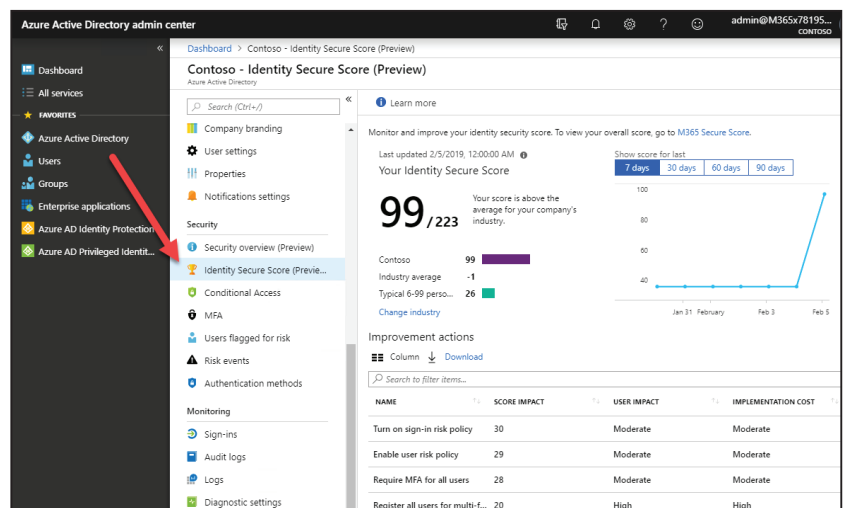 Azure Active Directory admin center
admin@M365x78195...
CONTOSO
Dashboard
All services
FAVORITES
Azure Active Directory
Users
Groups
Enterprise applications
Azure AD Identity Protection
Azure AD Privileged Identit...
Dashboard > Contoso - Identity Secure Score (Preview)
Contoso - Identity Secure Score (Preview)
Azure Active Directory
Search (Ctrl+/)
Company branding
User settings
Properties
Notifications settings
Security
Security overview (Preview)
Identity Secure Score (Previe...
Conditional Access
MFA
Users flagged for risk
Risk events
Authentication methods
Monitoring
Sign-ins
Audit logs
Logs
Diagnostic settings
Learn more
Monitor and improve your identity security score. To view your overall score, go to M365 Secure Score.
Last updated 2/5/2019, 12:00:00 AM
Your Identity Secure Score
99/223
Your score is above the
average for your company's
industry.
Contoso 99
Industry average -1
Typical 6-99 perso... 26
Change industry
Show score for last
7 days 30 days 60 days 90 days
100
80
60
40
Jan 31 February Feb 3 Feb 5
Improvement actions
Column Download
Search to filter items...
NAME SCORE IMPACT USER IMPACT IMPLEMENTATION COST
Turn on sign-in risk policy 30 Moderate Moderate
Enable user risk policy 29 Moderate Moderate
Require MFA for all users 28 Moderate Moderate
Register all users for multi-f... 20 High High